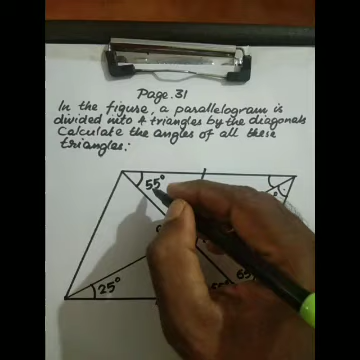 Page.31
In the figure, a parallelogram is
divided into 4 triangles by the diagonals
Calculate the angles of all these
triangles:
55°
25°
65